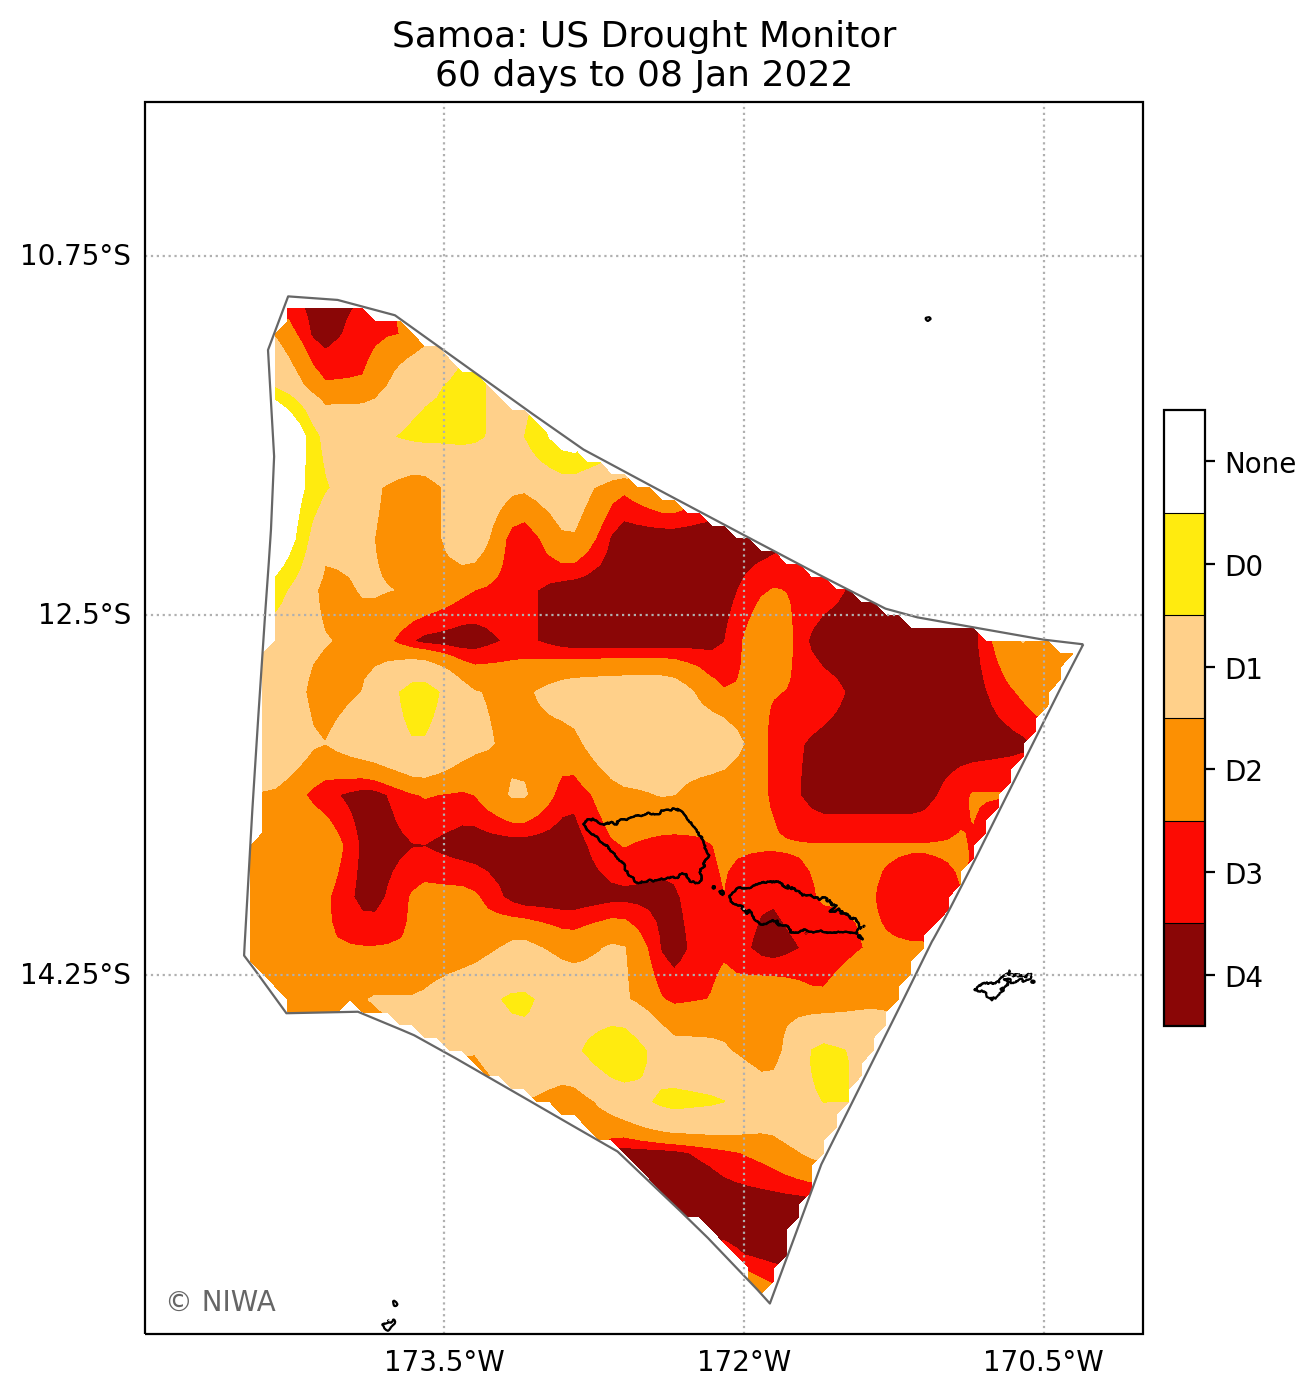 Samoa: US Drought Monitor
60 days to 08 Jan 2022
10.75°S
12.5°S
14.25°S
173.5°W
172°W
170.5°W
None
D0
D1
D2
D3
D4
© NIWA